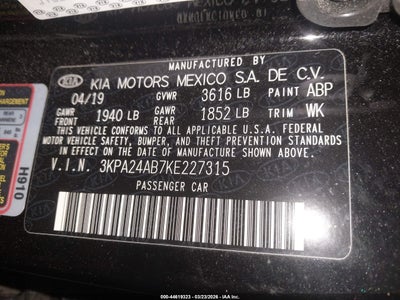 MANUFACTURED BY
KIA KIA MOTORS MEXICO S.A. DE C.V.
04/19 GVWR 3616 LB PAINT ABP
GAWR FRONT 1940 LB GAWR REAR 1852 LB TRIM WK
THIS VEHICLE CONFORMS TO ALL APPLICABLE U.S. FEDERAL
MOTOR VEHICLE SAFETY, BUMPER, AND THEFT PREVENTION STANDARDS
IN EFFECT ON THE DATE OF MANUFACTURE SHOWN ABOVE.
V.I.N. 3KPA24AB7KE227315
PASSENGER CAR
H910
000 - 44619323 - 03/23/2026 - IAA Inc.